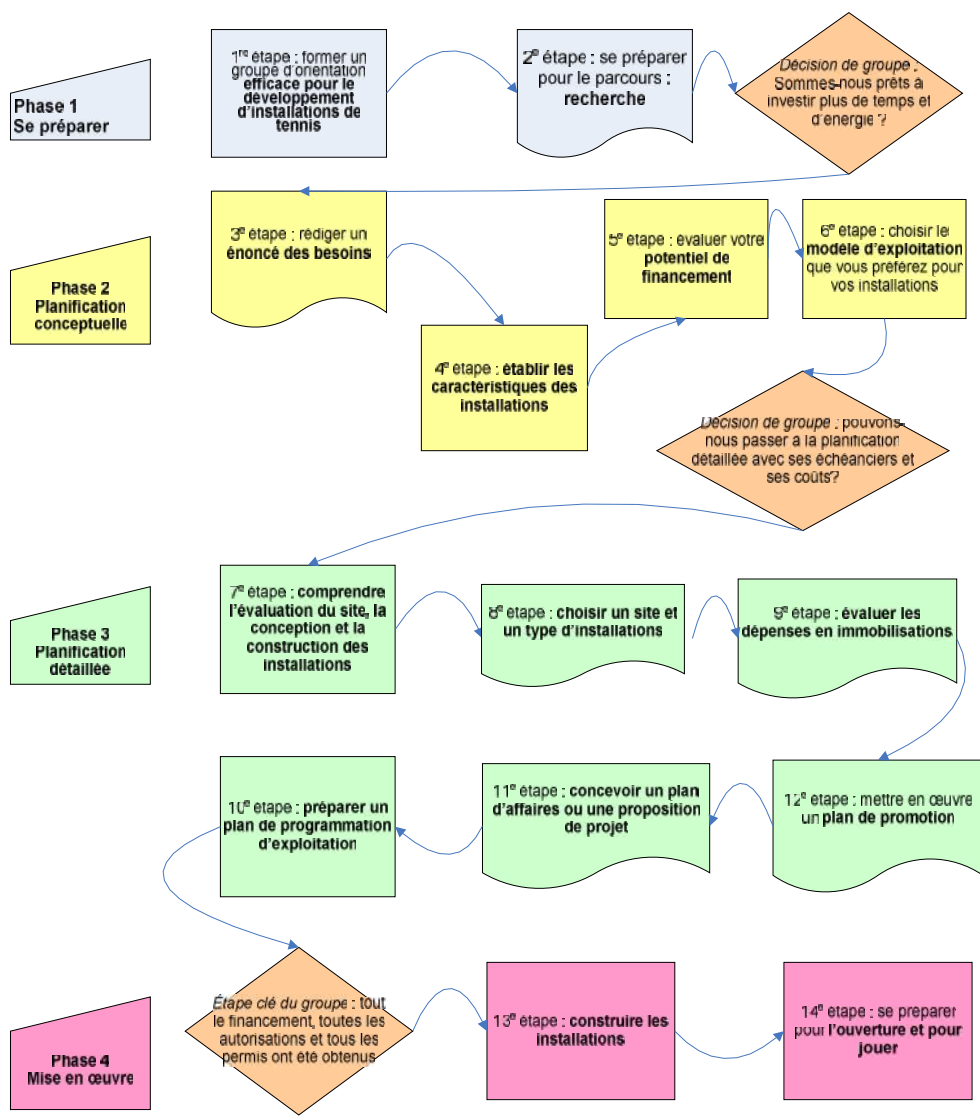 Phase 1
Se préparer
1re étape : former un
groupe d'orientation
efficace pour le
développement
d'installations de
tennis
2e étape : se préparer
pour le parcours :
recherche
Décision de groupe :
Sommes-nous prêts à
investir plus de temps et
d'énergie ?
Phase 2
Planification
conceptuelle
3e étape : rédiger un
énoncé des besoins
4e étape : établir les
caractéristiques des
installations
5e étape : évaluer votre
potentiel de
financement
6e étape : choisir le
modèle d'exploitation
que vous préférez pour
vos installations
Décision de groupe : pouvons-
nous passer à la planification
détaillée avec ses échéanciers et
ses coûts?
Phase 3
Planification
détaillée
7e étape : comprendre
l'évaluation du site, la
conception et la
construction des
installations
8e étape : choisir un site et
un type d'installations
9e étape : évaluer les
dépenses en immobilisations
10e étape : préparer un
plan de programmation
d'exploitation
11e étape : concevoir un plan
d'affaires ou une proposition
de projet
12e étape : mettre en œuvre
un plan de promotion
Phase 4
Mise en œuvre
Étape clé du groupe : tout
le financement, toutes les
autorisations et tous les
permis ont été obtenus
13e étape : construire les
installations
14e étape : se préparer
pour l'ouverture et pour
jouer